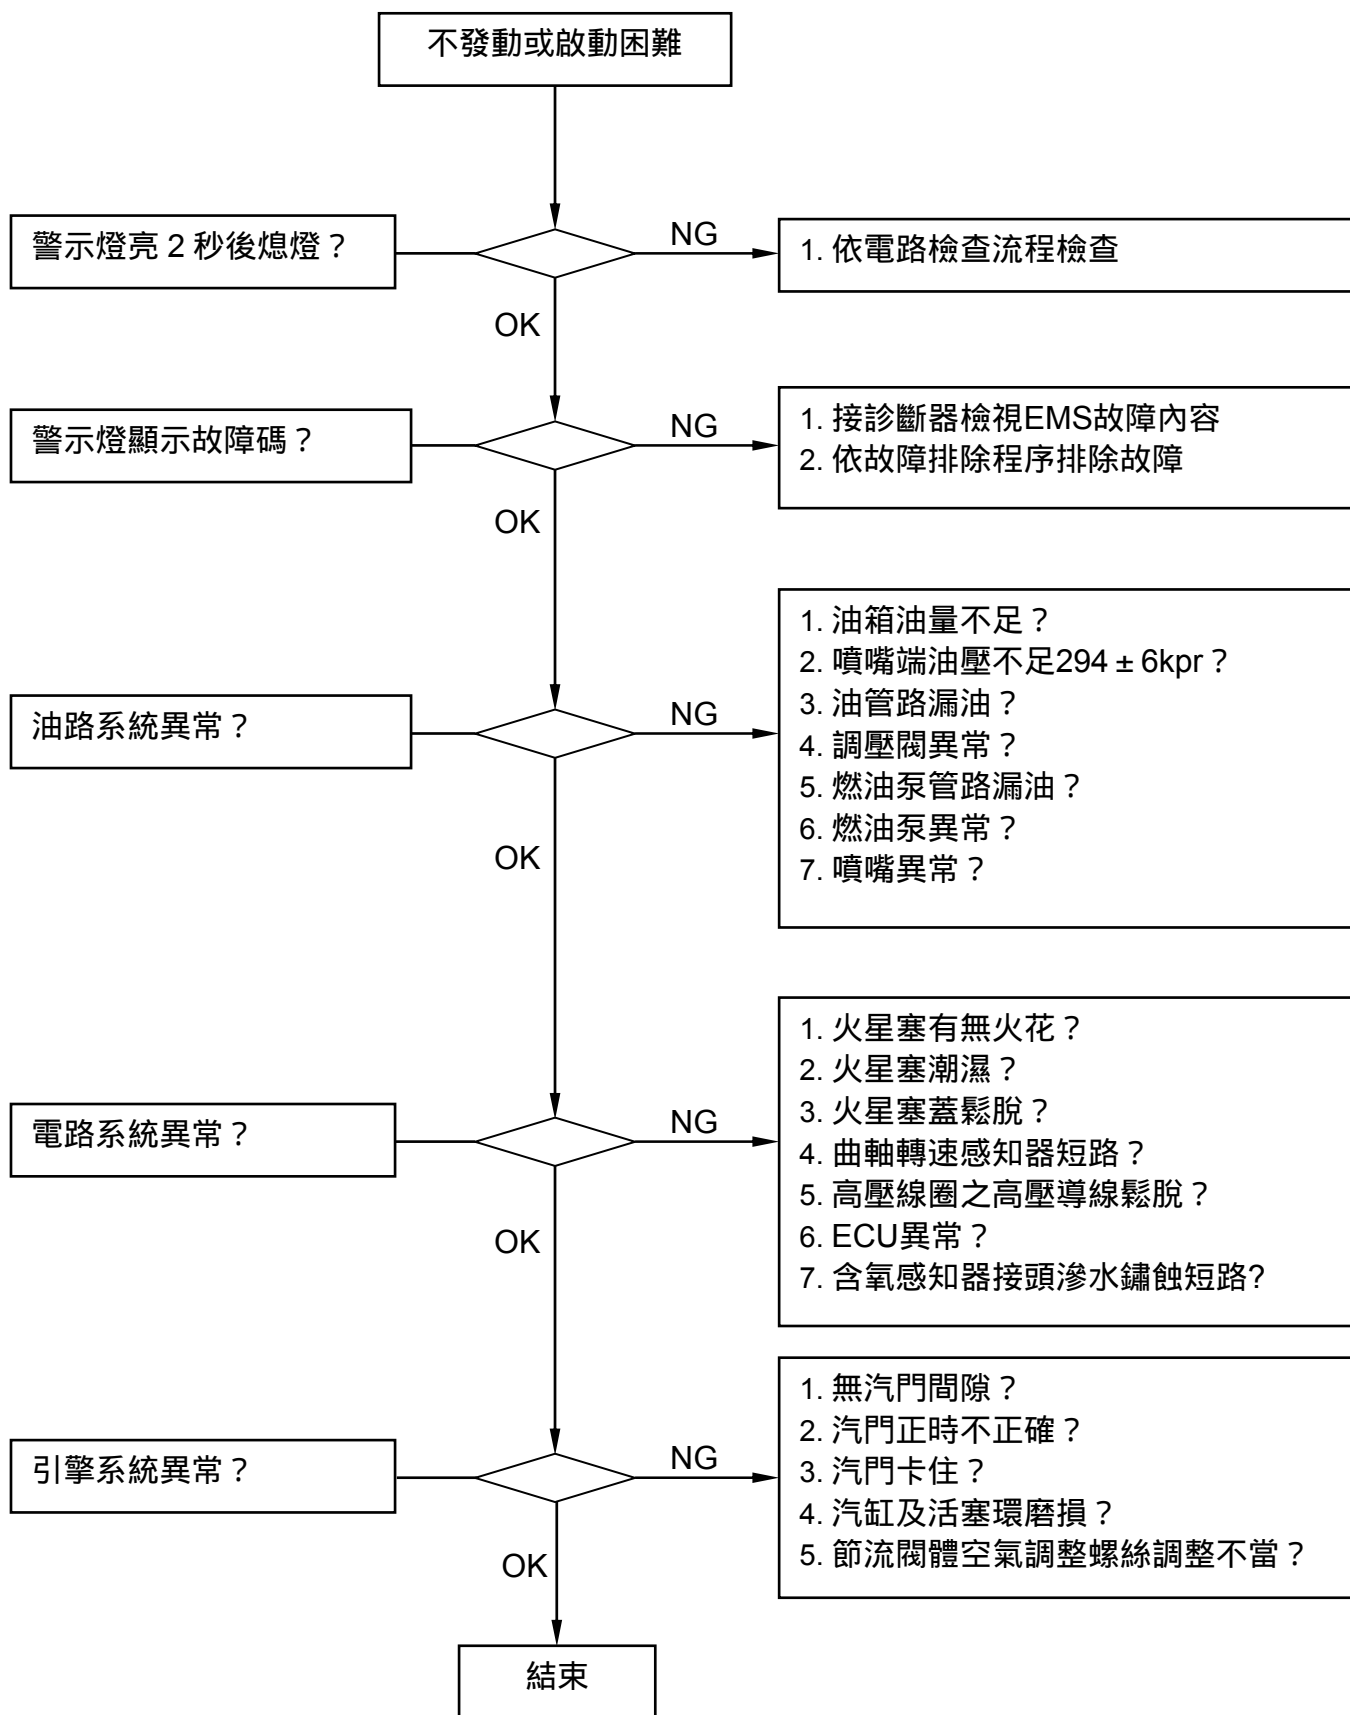 不發動或啟動困難
警示燈亮 2 秒後熄燈？
NG
1. 依電路檢查流程檢查
OK
警示燈顯示故障碼？
NG
1. 接診斷器檢視EMS故障內容
2. 依故障排除程序排除故障
OK
油路系統異常？
NG
1. 油箱油量不足？
2. 噴嘴端油壓不足294 ± 6kpr？
3. 油管路漏油？
4. 調壓閥異常？
5. 燃油泵管路漏油？
6. 燃油泵異常？
7. 噴嘴異常？
OK
電路系統異常？
NG
1. 火星塞有無火花？
2. 火星塞潮濕？
3. 火星塞蓋鬆脫？
4. 曲軸轉速感知器短路？
5. 高壓線圈之高壓導線鬆脫？
6. ECU異常？
7. 含氧感知器接頭滲水鏽蝕短路?
OK
引擎系統異常？
NG
1. 無汽門間隙？
2. 汽門正時不正確？
3. 汽門卡住？
4. 汽缸及活塞環磨損？
5. 節流閥體空氣調整螺絲調整不當？
OK
結束